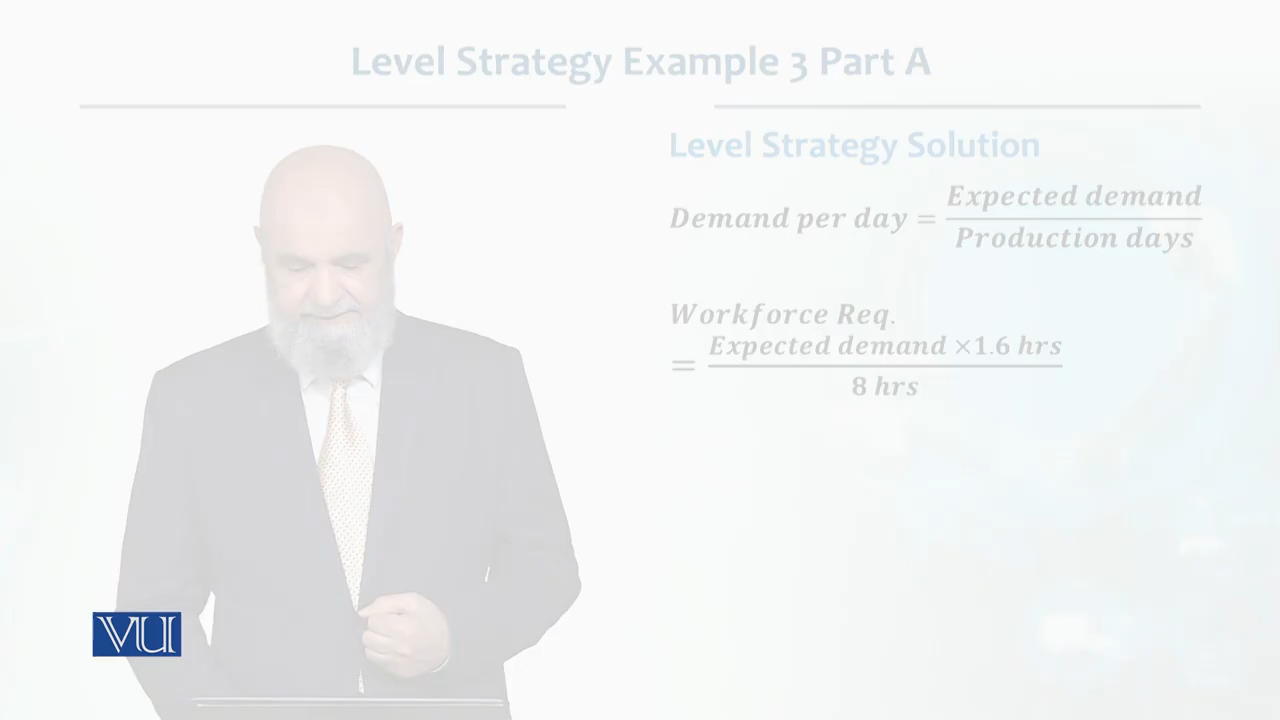 Level Strategy Example 3 Part A
Level Strategy Solution
Demand per day = Expected demand / Production days
Workforce Req.
= Expected demand ×1.6 hrs / 8 hrs
VU